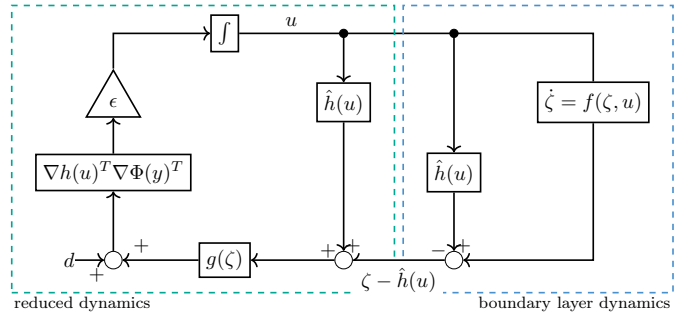 ∫
u
ϵ
ĥ(u)
ζ̇ = f(ζ, u)
∇h(u)ᵀ∇Φ(y)ᵀ
ĥ(u)
d
+
+
g(ζ)
+
+
−
+
ζ − ĥ(u)
reduced dynamics
boundary layer dynamics